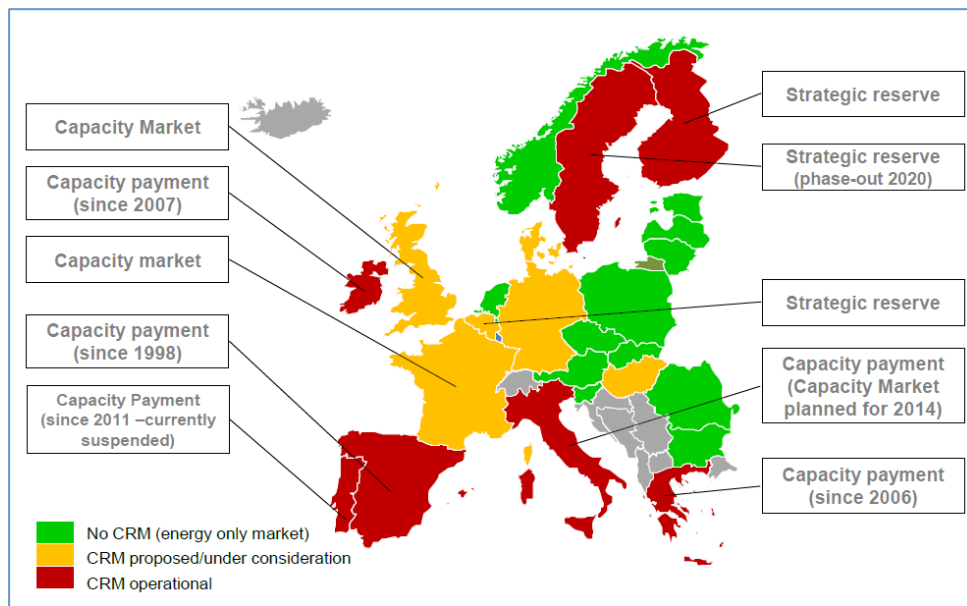 Capacity Market
Capacity payment
(since 2007)
Capacity market
Capacity payment
(since 1998)
Capacity Payment
(since 2011 –currently
suspended)
Strategic reserve
Strategic reserve
(phase-out 2020)
Strategic reserve
Capacity payment
(Capacity Market
planned for 2014)
Capacity payment
(since 2006)
No CRM (energy only market)
CRM proposed/under consideration
CRM operational